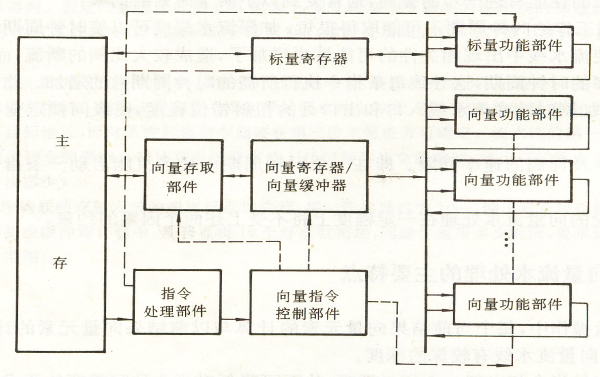 标量功能部件
标量寄存器
主
存
向量存取
部件
向量寄存器/
向量缓冲器
向量功能部件
向量功能部件
向量功能部件
指令
处理部件
向量指令
控制部件